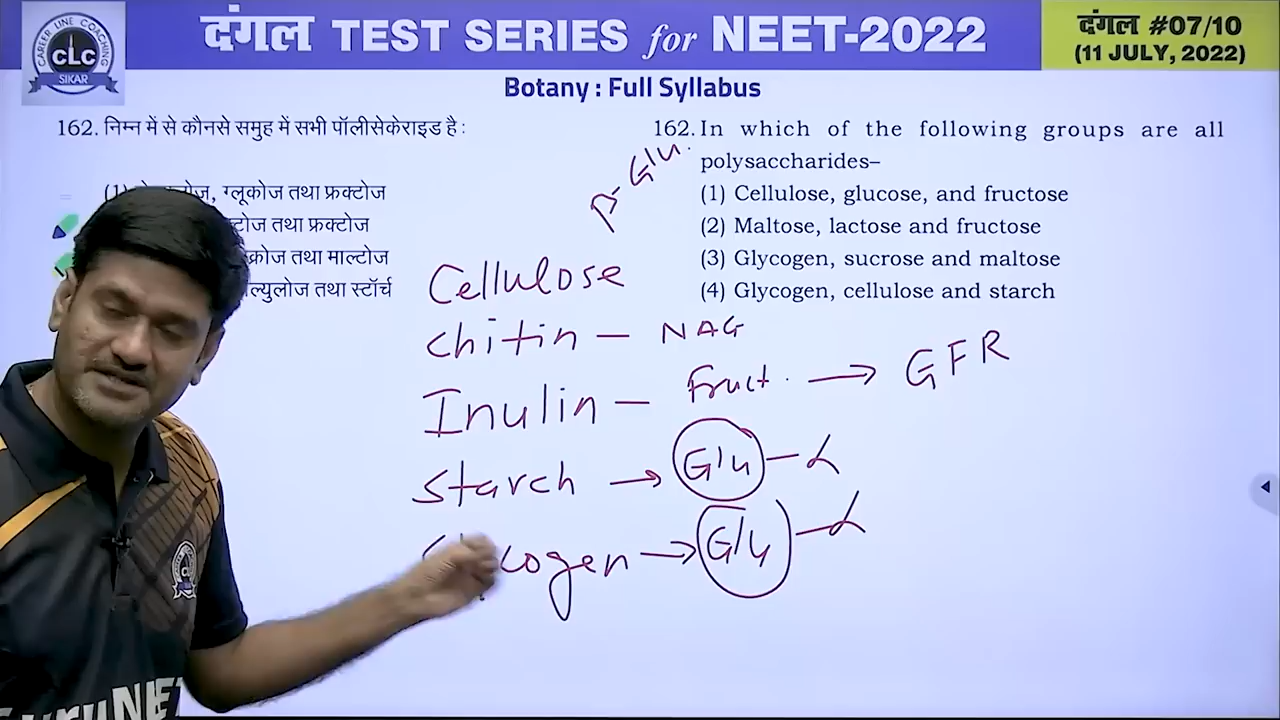 दंगल TEST SERIES for NEET-2022
दंगल #07/10
(11 JULY, 2022)
CAREER LINE COACHING
CLC
SIKAR
Botany : Full Syllabus
162. निम्न में से कौनसे समुह में सभी पॉलीसेकेराइड है :
ग्लूकोज तथा फ्रक्टोज
तथा फ्रक्टोज
तथा माल्टोज
तथा स्टॉर्च
162. In which of the following groups are all
polysaccharides–
(1) Cellulose, glucose, and fructose
(2) Maltose, lactose and fructose
(3) Glycogen, sucrose and maltose
(4) Glycogen, cellulose and starch
β- Glu.
Cellulose
Chitin — NAG
Inulin — Fruct. → GFR
Starch → Glu - α
cogen → Glu - α